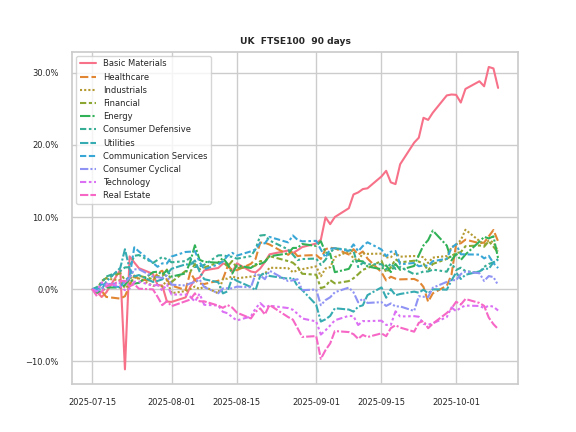 UK FTSE100 90 days
30.0%
20.0%
10.0%
0.0%
−10.0%
Basic Materials
Healthcare
Industrials
Financial
Energy
Consumer Defensive
Utilities
Communication Services
Consumer Cyclical
Technology
Real Estate
2025-07-15
2025-08-01
2025-08-15
2025-09-01
2025-09-15
2025-10-01